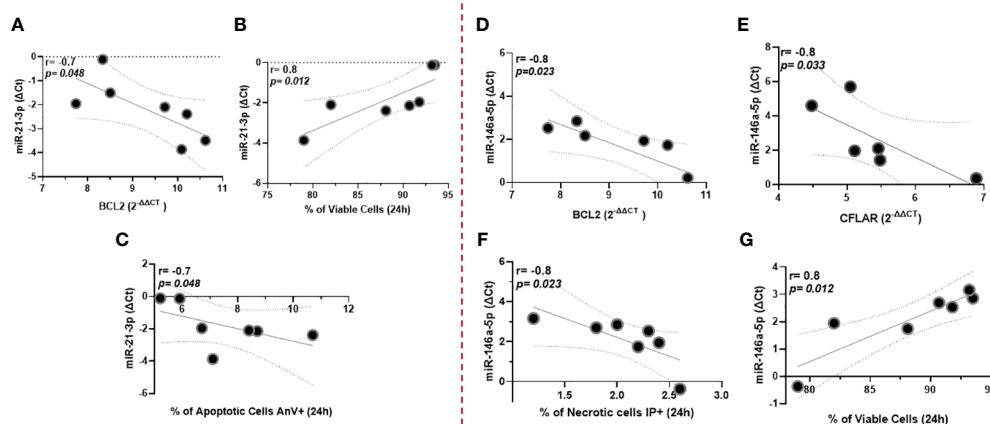 A
r= -0.7
p= 0.048
miR-21-3p (ΔCt)
0
-1
-2
-3
-4
-5
7 8 9 10 11
BCL2 (2-ΔΔCT )
B
r= 0.8
p= 0.012
miR-21-3p (ΔCt)
0
-2
-4
-6
75 80 85 90 95
% of Viable Cells (24h)
C
r= -0.7
p= 0.048
miR-21-3p (ΔCt)
2
0
-2
-4
-6
6 8 10 12
% of Apoptotic Cells AnV+ (24h)
D
r= -0.8
p=0.023
miR-146a-5p (ΔCt)
6
4
2
0
7 8 9 10 11
BCL2 (2-ΔΔCT )
E
r= -0.8
p= 0.033
miR-146a-5p (ΔCt)
8
6
4
2
0
4 5 6 7
CFLAR (2-ΔΔCT)
F
r= -0.8
p= 0.023
miR-146a-5p (ΔCt)
6
4
2
0
1.5 2.0 2.5 3.0
% of Necrotic cells IP+ (24h)
G
r= 0.8
p= 0.012
miR-146a-5p (ΔCt)
4
3
2
1
0
-1
80 85 90
% of Viable Cells (24h)